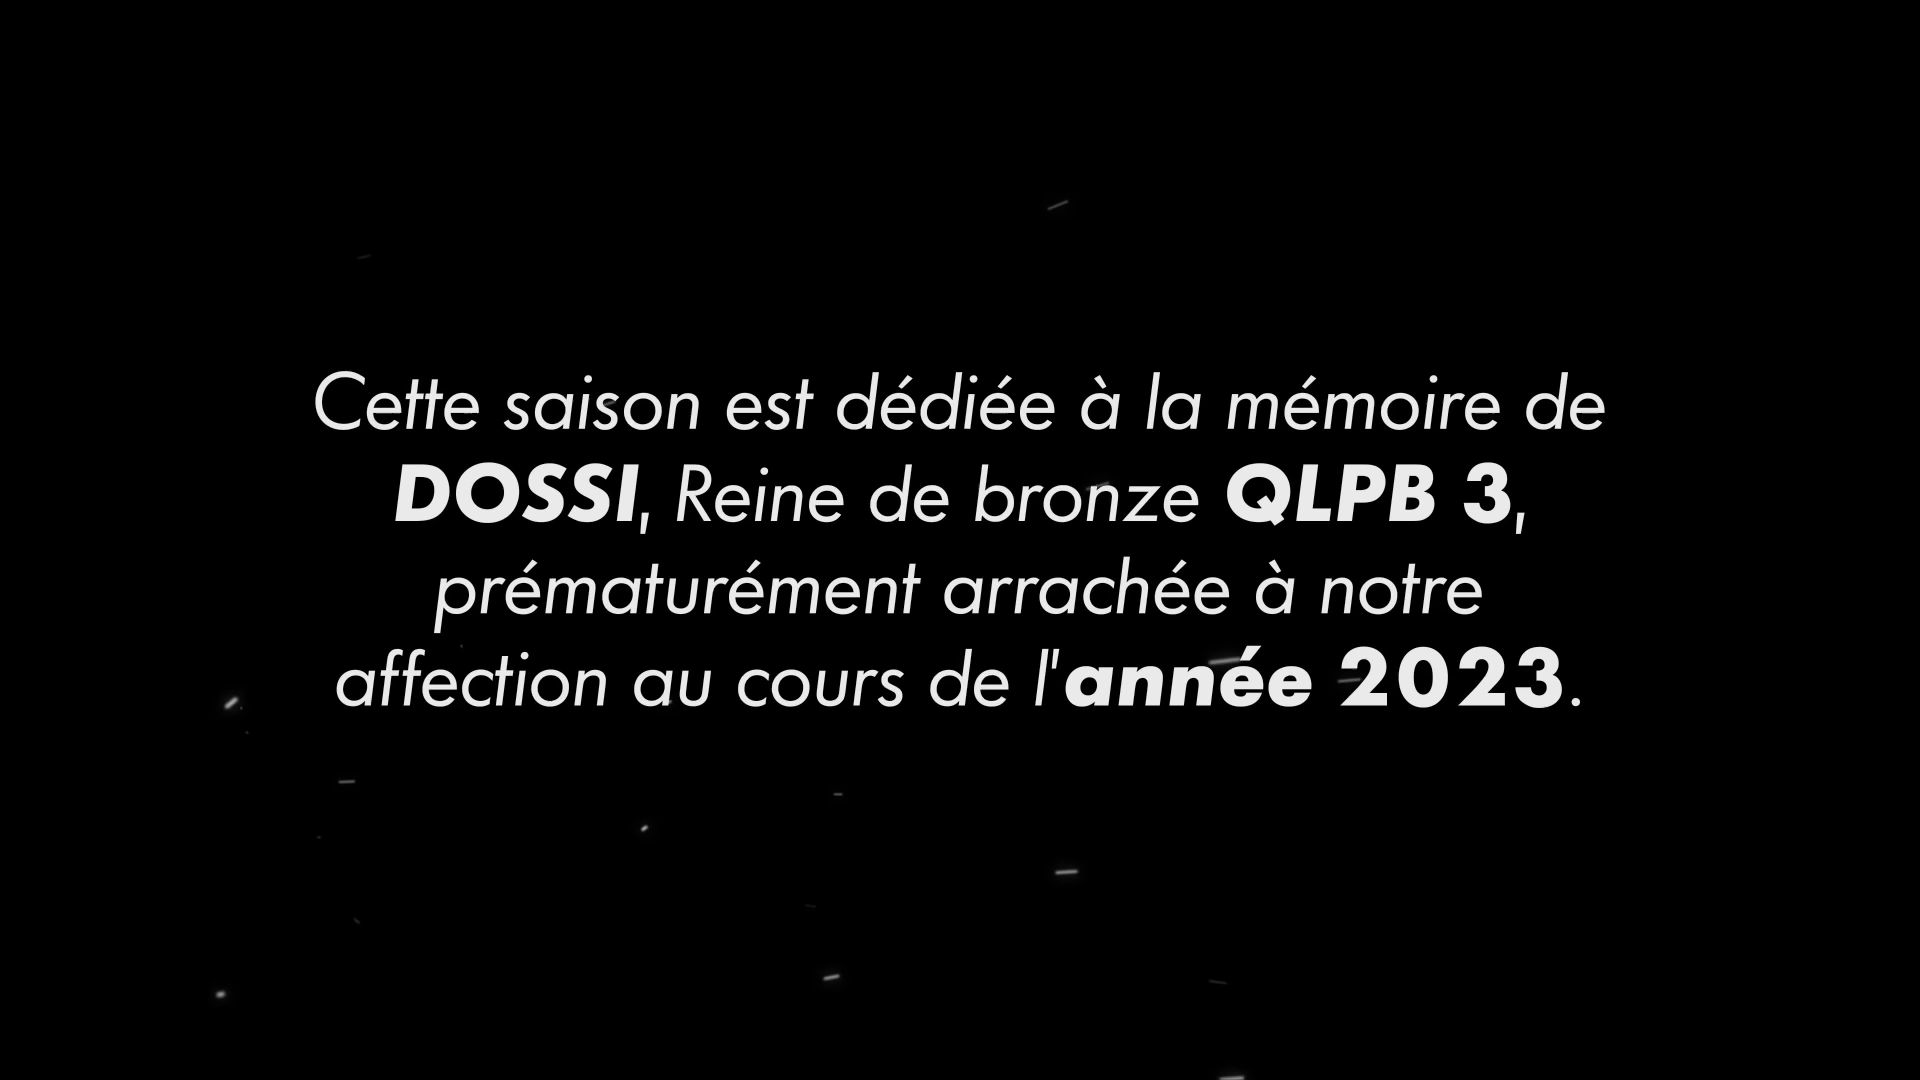 Cette saison est dédiée à la mémoire de
DOSSI, Reine de bronze QLPB 3,
prématurément arrachée à notre
affection au cours de l'année 2023.